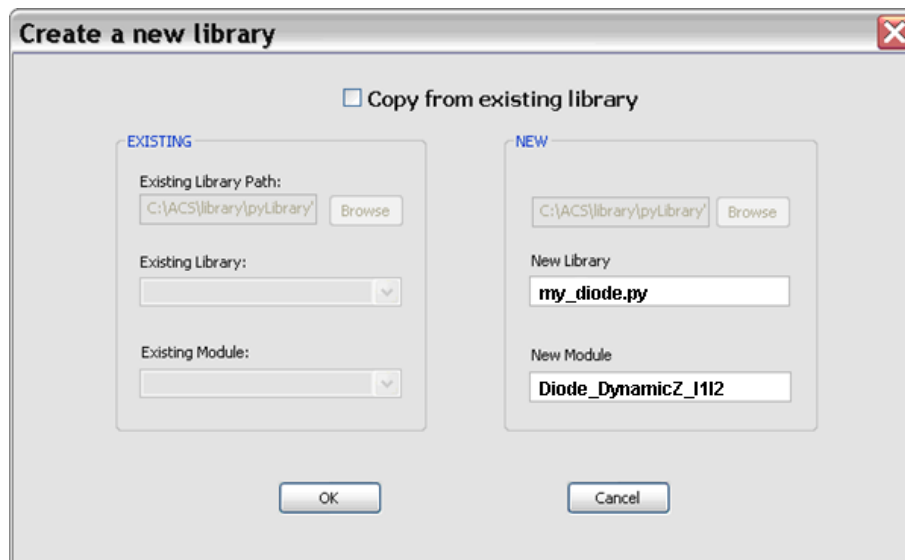 Create a new library
Copy from existing library
EXISTING
Existing Library Path:
C:\ACS\library\pyLibrary'
Browse
Existing Library:
Existing Module:
NEW
C:\ACS\library\pyLibrary'
Browse
New Library
my_diode.py
New Module
Diode_DynamicZ_I1I2
OK
Cancel